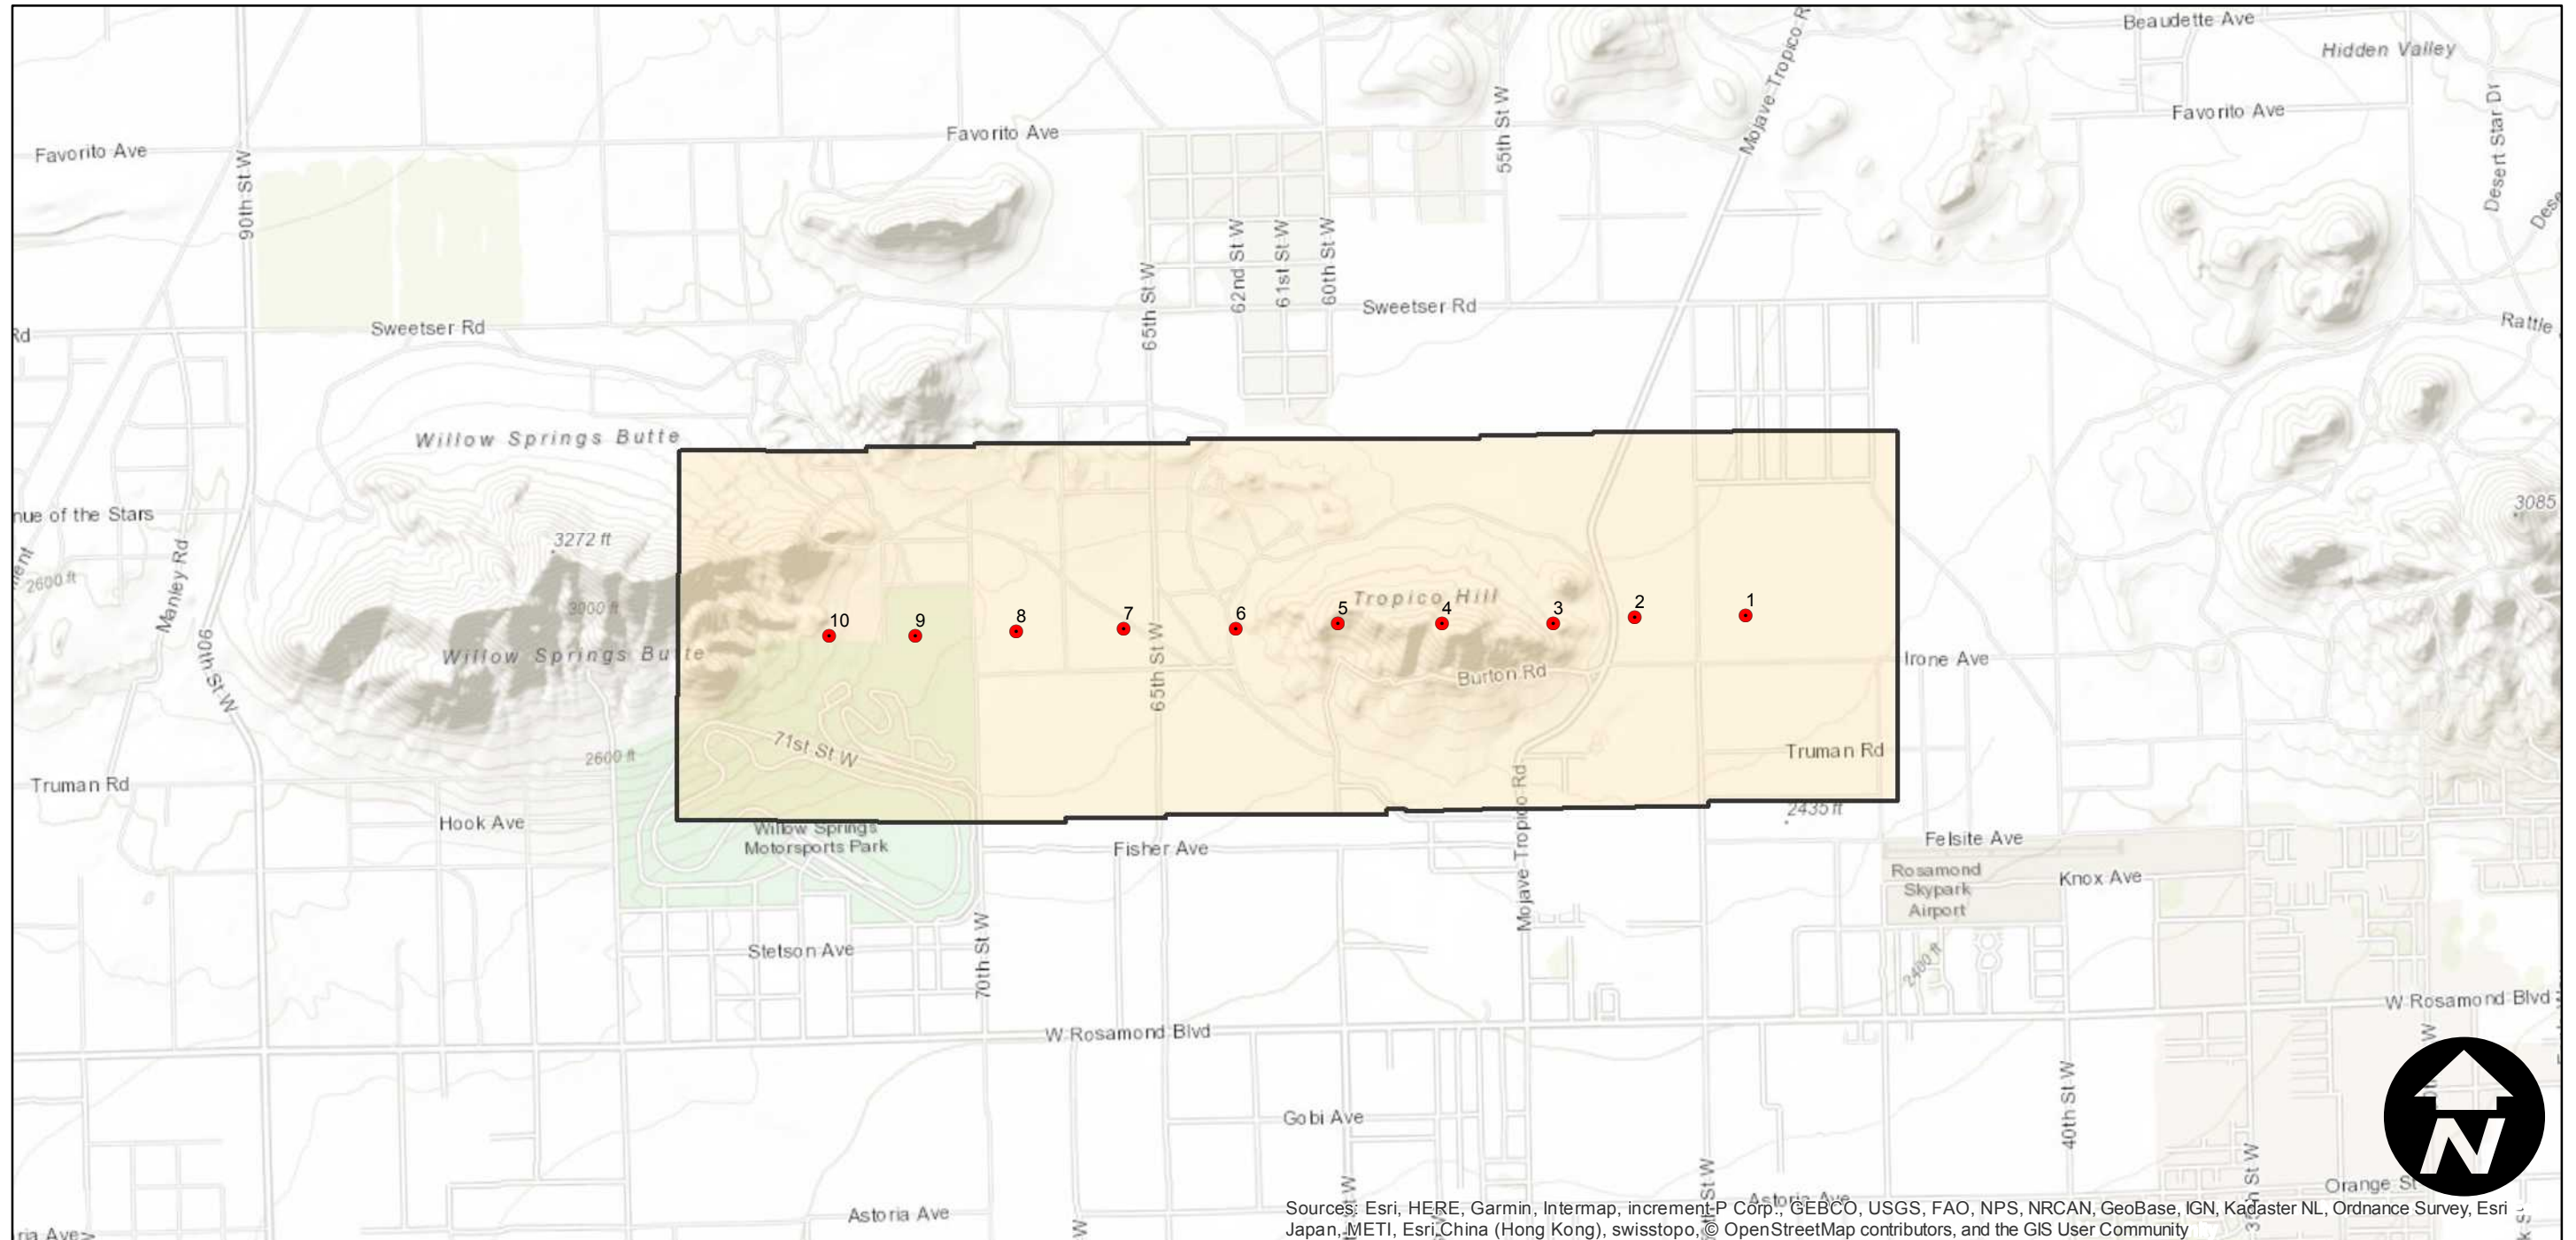 Beaudette Ave
Hidden Valley
Mojave-Tropico R
Favorito Ave
Favorito Ave
Favorito Ave
90th St W
55th St W
Desert Star Dr
Dese
62nd St W
61st St W
60th St W
65th St W
Rd
Sweetser Rd
Sweetser Rd
Rattle
Willow Springs Butte
nue of the Stars
3272 ft
3085
2600 ft
Manley Rd
3000 ft
Tropico Hill
10
9
8
7
6
5
4
3
2
1
Willow Springs Butte
90th St W
65th St W
Burton Rd
Irone Ave
71st St W
2600 ft
Truman Rd
Truman Rd
Mojave-Tropico Rd
2435 ft
Hook Ave
Willow Springs
Motorsports Park
Fisher Ave
Felsite Ave
Rosamond
Skypark
Airport
Knox Ave
Stetson Ave
70th St W
2400 ft
W Rosamond Blvd
W Rosamond Blvd
40th St W
Gobi Ave
N
35th St W
Orange St
Astoria Ave
Astoria Ave
ria Ave
Sources: Esri, HERE, Garmin, Intermap, increment P Corp., GEBCO, USGS, FAO, NPS, NRCAN, GeoBase, IGN, Kadaster NL, Ordnance Survey, Esri
Japan, METI, Esri China (Hong Kong), swisstopo, © OpenStreetMap contributors, and the GIS User Community